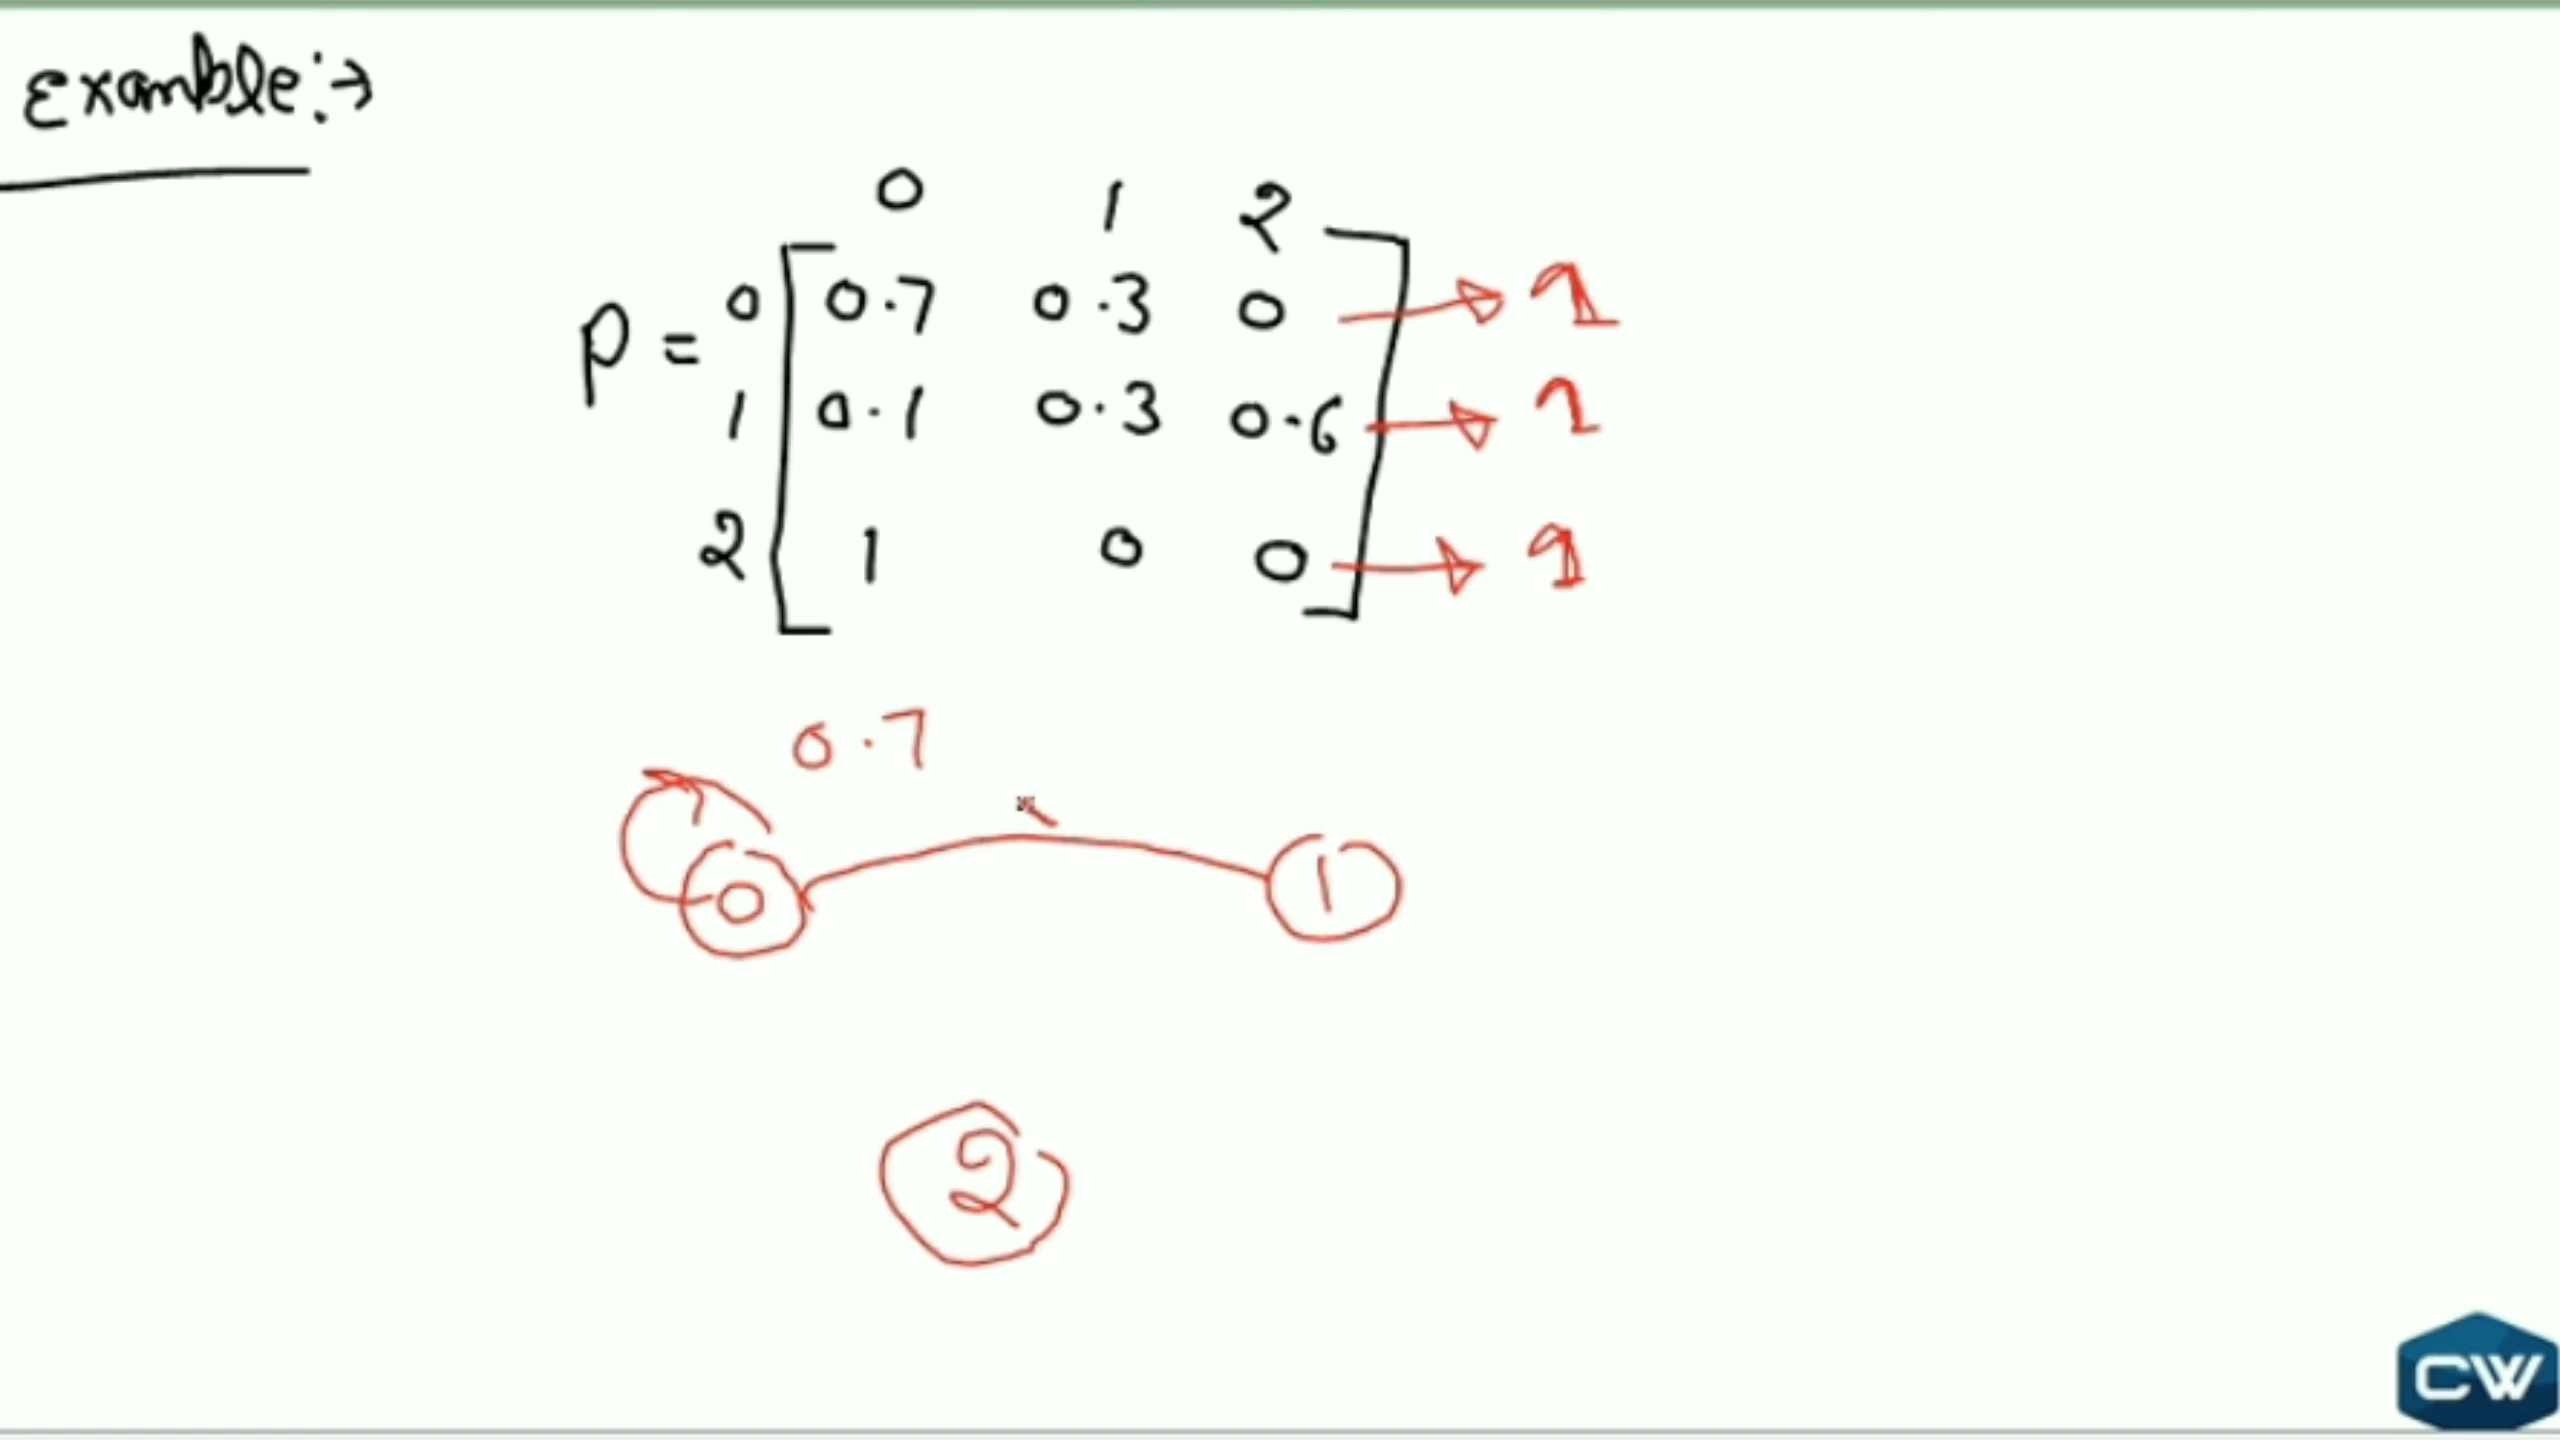 Example:→
0 1 2
P = 0 0.7 0.3 0 → 1
1 0.1 0.3 0.6 → 1
2 1 0 0 → 1
0.7
0 1
2
CW